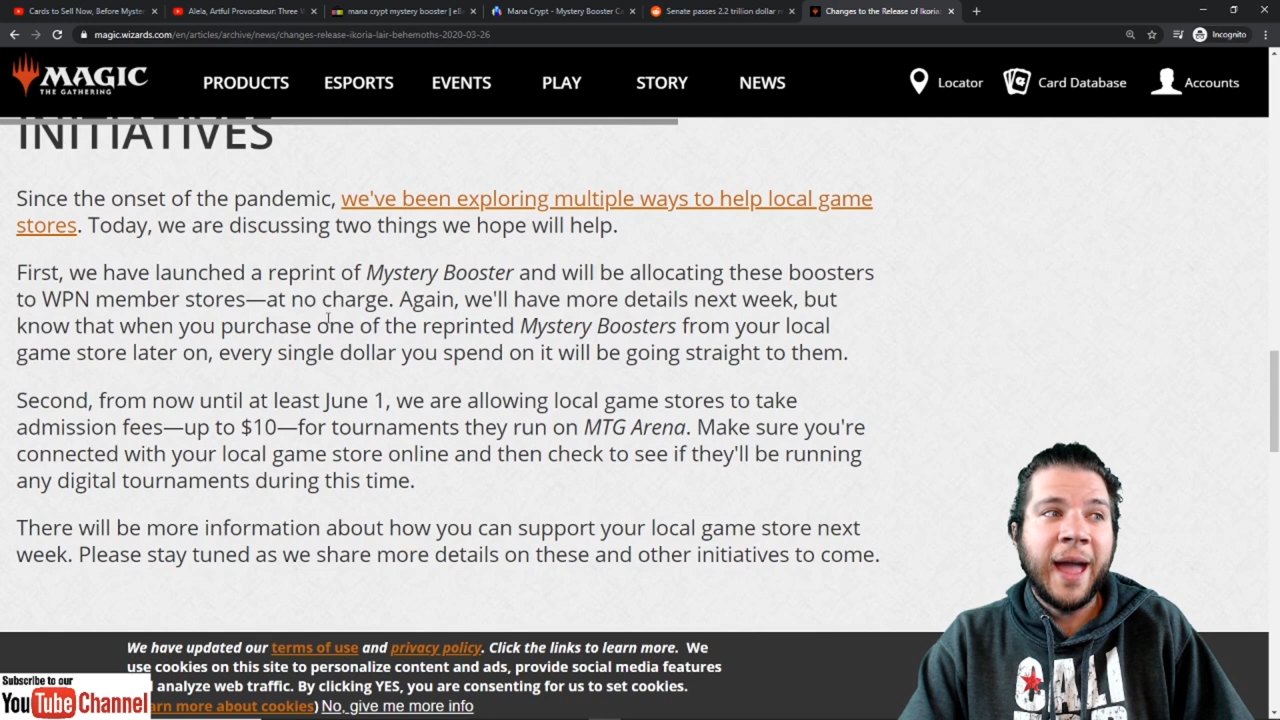 Cards to Sell Now, Before Myster
Alela, Artful Provocateur: Three
mana crypt mystery booster | eB
Mana Crypt - Mystery Booster C
Senate passes 2.2 trillion dollar r
Changes to the Release of Ikoria:
magic.wizards.com/en/articles/archive/news/changes-release-ikoria-lair-behemoths-2020-03-26
Incognito
MAGIC
THE GATHERING
PRODUCTS ESPORTS EVENTS PLAY STORY NEWS
Locator
Card Database
Accounts
INITIATIVES
Since the onset of the pandemic, we've been exploring multiple ways to help local game
stores. Today, we are discussing two things we hope will help.
First, we have launched a reprint of Mystery Booster and will be allocating these boosters
to WPN member stores—at no charge. Again, we'll have more details next week, but
know that when you purchase one of the reprinted Mystery Boosters from your local
game store later on, every single dollar you spend on it will be going straight to them.
Second, from now until at least June 1, we are allowing local game stores to take
admission fees—up to $10—for tournaments they run on MTG Arena. Make sure you're
connected with your local game store online and then check to see if they'll be running
any digital tournaments during this time.
There will be more information about how you can support your local game store next
week. Please stay tuned as we share more details on these and other initiatives to come.
We have updated our terms of use and privacy policy. Click the links to learn more. We
use cookies on this site to personalize content and ads, provide social media features
analyze web traffic. By clicking YES, you are consenting for us to set cookies.
earn more about cookies) No, give me more info
Subscribe to our
YouTube Channel
CALI